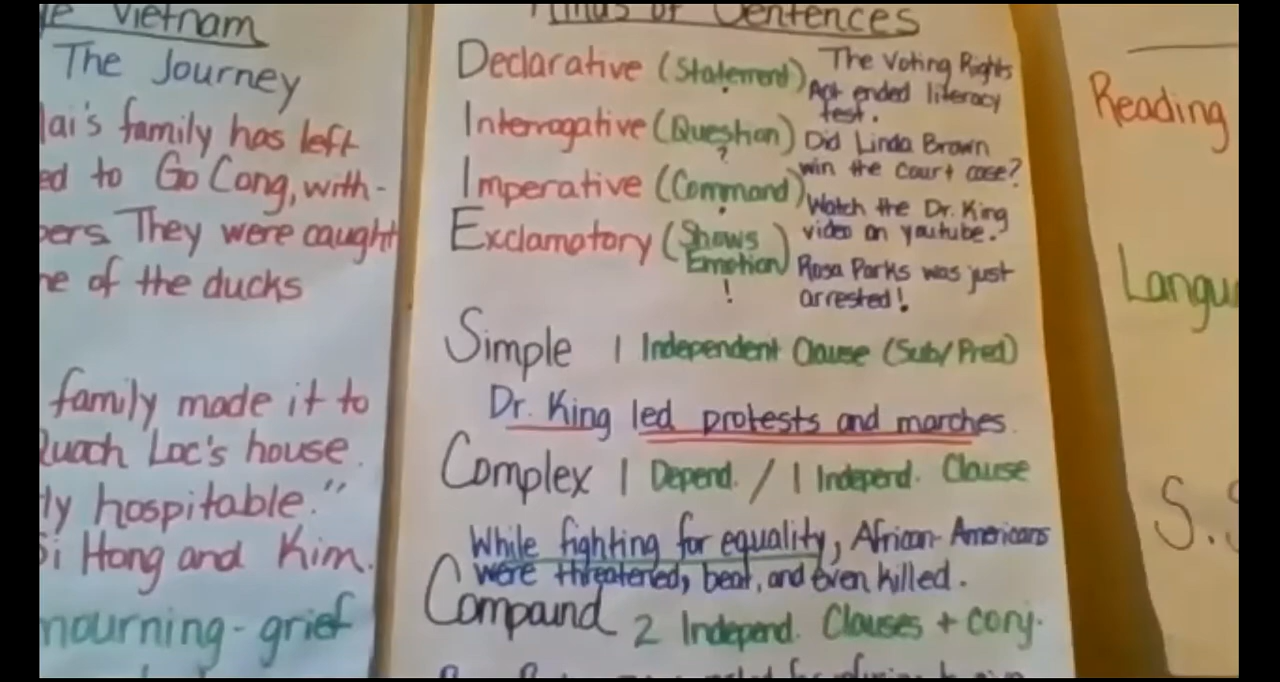 Vietnam
The Journey
lai's family has left
ed to Go Cong, with-
pers. They were caught
ne of the ducks
family made it to
Quach Loc's house.
ly hospitable."
Si Hong and Kim.
mourning - grief
Kinds of Sentences
Declarative (Statement) The Voting Rights
.
Act ended literacy
test.
Interrogative (Question) Did Linda Brown
?
win the court case?
Imperative (Command) Watch the Dr. King
.
video on youtube.
Exclamatory (Shows
Emotion) Rosa Parks was just
!
arrested!
Simple 1 Independent Clause (Sub/Pred)
Dr. King led protests and marches.
Complex 1 Depend. / 1 Independ. Clause
While fighting for equality, African-Americans
were threatened, beat, and even killed.
Compound 2 Independ. Clauses + conj.
Reading
Langu
S.S